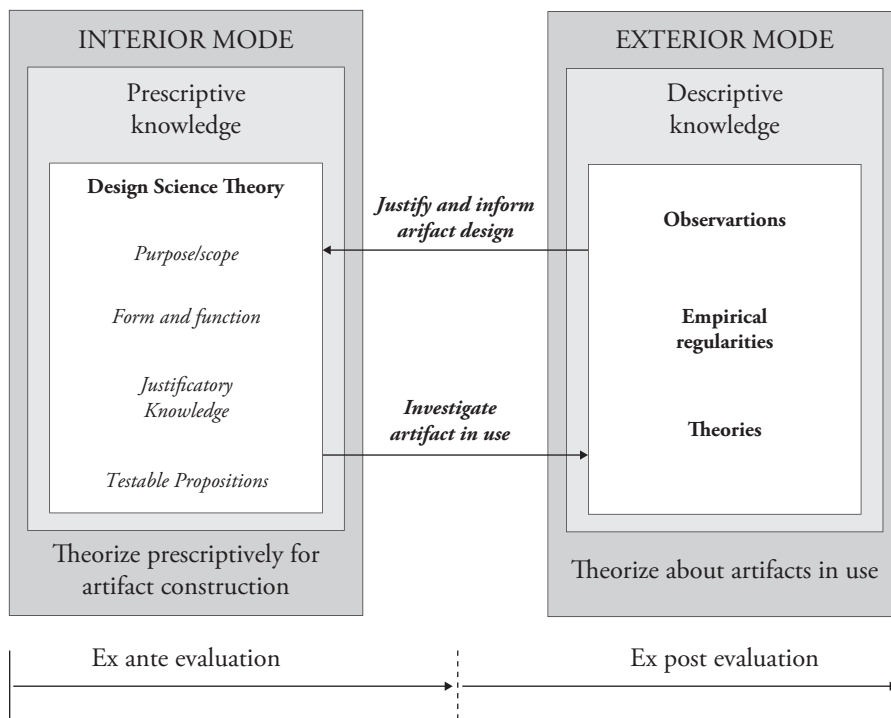 INTERIOR MODE
Prescriptive
knowledge
Design Science Theory
Purpose/scope
Form and function
Justificatory
Knowledge
Testable Propositions
Theorize prescriptively for
artifact construction
Justify and inform
arifact design
Investigate
artifact in use
EXTERIOR MODE
Descriptive
knowledge
Observartions
Empirical
regularities
Theories
Theorize about artifacts in use
Ex ante evaluation
Ex post evaluation